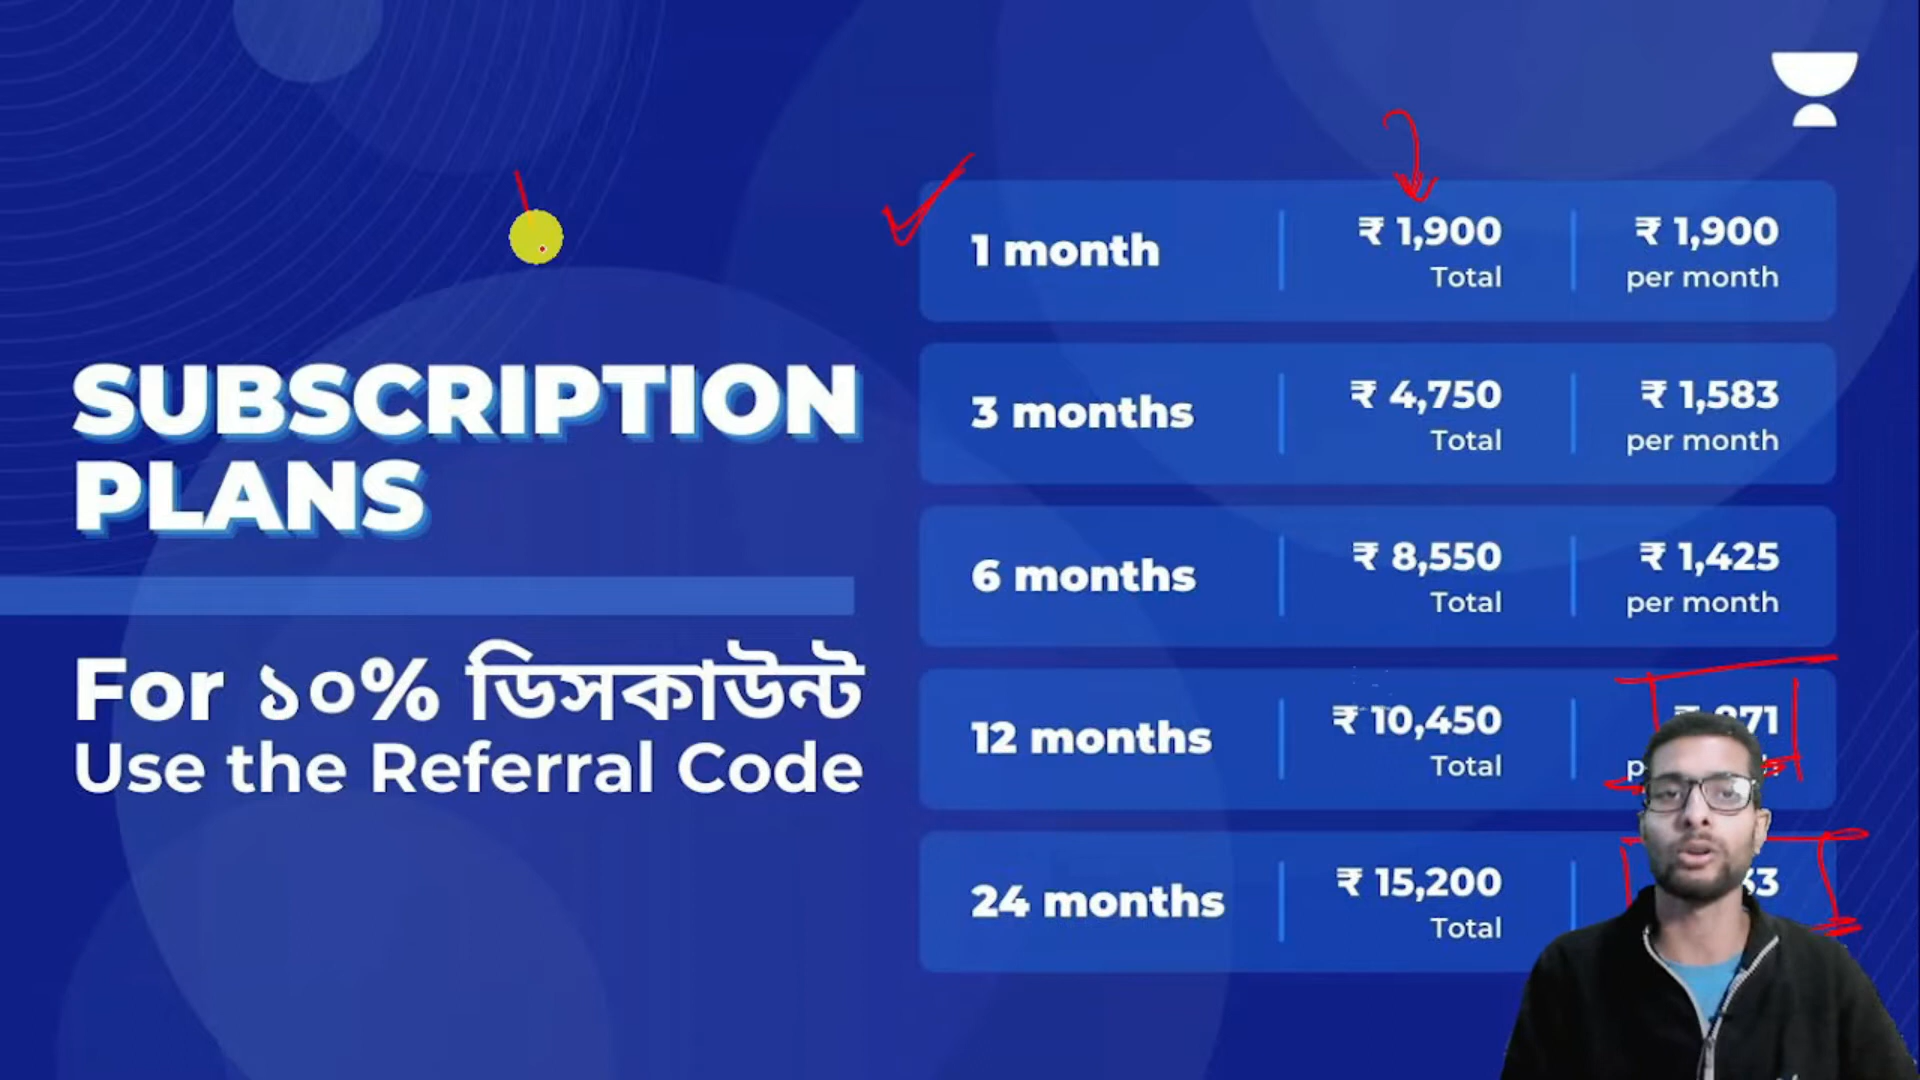 SUBSCRIPTION
PLANS
For ১০% ডিসকাউন্ট
Use the Referral Code
1 month
₹ 1,900
Total
₹ 1,900
per month
3 months
₹ 4,750
Total
₹ 1,583
per month
6 months
₹ 8,550
Total
₹ 1,425
per month
12 months
₹ 10,450
Total
24 months
₹ 15,200
Total